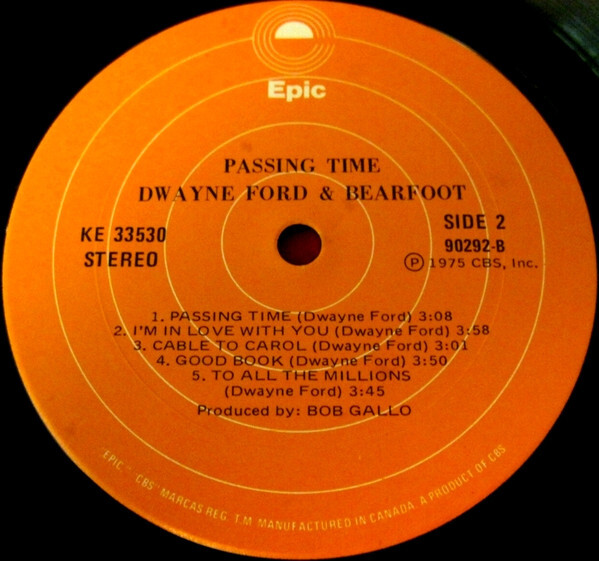 Epic
PASSING TIME
DWAYNE FORD & BEARFOOT
KE 33530
STEREO
SIDE 2
90292-B
Ⓟ 1975 CBS, Inc.
1. PASSING TIME (Dwayne Ford) 3:08
2. I'M IN LOVE WITH YOU (Dwayne Ford) 3:58
3. CABLE TO CAROL (Dwayne Ford) 3:01
4. GOOD BOOK (Dwayne Ford) 3:50
5. TO ALL THE MILLIONS
(Dwayne Ford) 3:45
Produced by: BOB GALLO
"EPIC," "CBS" MARCAS REG. T.M. MANUFACTURED IN CANADA. A PRODUCT OF CBS